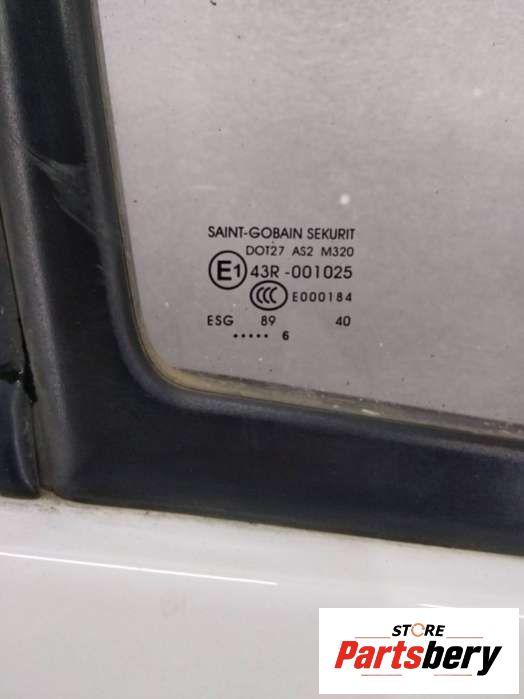 SAINT-GOBAIN SEKURIT
DOT27 AS2 M320
E1 43R -001025
CCC E000184
ESG 89 40
..... 6
STORE
Partsbery